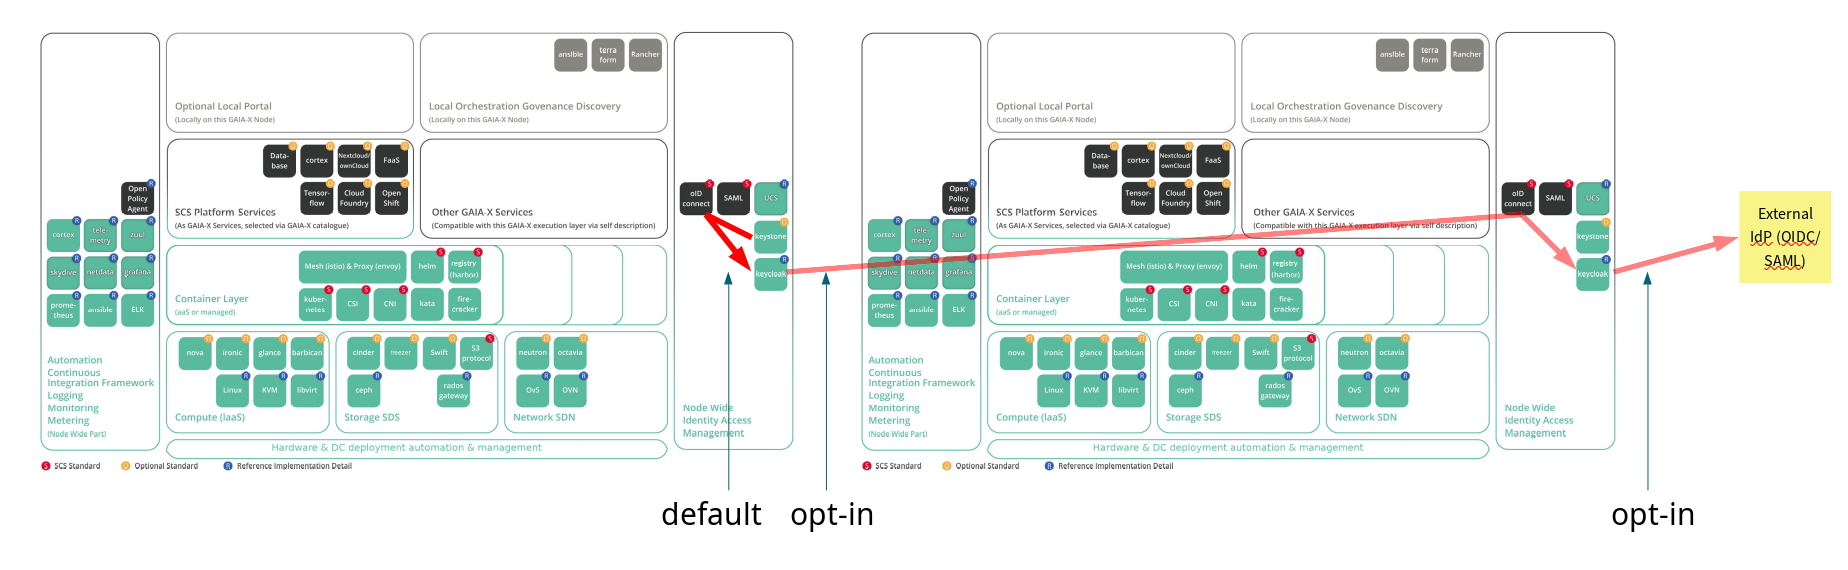 anslble
terra
form
Rancher
Optional Local Portal
(Locally on this GAIA-X Node)
Local Orchestration Govenance Discovery
(Locally on this GAIA-X Node)
Open
Policy
Agent
R
cortex
R
tele-
metry
R
zuul
R
skydive
R
netdata
R
grafana
R
prome-
theus
R
ansible
R
ELK
R
Automation
Continuous
Integration Framework
Logging
Monitoring
Metering
(Node Wide Part)
Data-
base
O
cortex
O
Nextcloud/
ownCloud
O
FaaS
O
Tensor-
flow
O
Cloud
Foundry
O
Open
Shift
O
SCS Platform Services
(As GAIA-X Services, selected via GAIA-X catalogue)
Other GAIA-X Services
(Compatible with this GAIA-X execution layer via self description)
Mesh (istio) & Proxy (envoy)
helm
S
registry
(harbor)
S
kuber-
netes
S
CSI
S
CNI
S
kata
fire-
cracker
Container Layer
(aaS or managed)
nova
O
ironic
O
glance
O
barbican
O
Linux
R
KVM
R
libvirt
R
Compute (IaaS)
cinder
O
freezer
O
Swift
O
S3
protocol
S
ceph
R
rados
gateway
R
Storage SDS
neutron
O
octavia
O
OvS
R
OVN
R
Network SDN
Hardware & DC deployment automation & management
oID
connect
S
SAML
S
UCS
R
keystone
O
keycloak
R
Node Wide
Identity Access
Management
S SCS Standard
O Optional Standard
R Reference Implementation Detail
default
opt-in
anslble
terra
form
Rancher
Optional Local Portal
(Locally on this GAIA-X Node)
Local Orchestration Govenance Discovery
(Locally on this GAIA-X Node)
Open
Policy
Agent
R
cortex
R
tele-
metry
R
zuul
R
skydive
R
netdata
R
grafana
R
prome-
theus
R
ansible
R
ELK
R
Automation
Continuous
Integration Framework
Logging
Monitoring
Metering
(Node Wide Part)
Data-
base
O
cortex
O
Nextcloud/
ownCloud
O
FaaS
O
Tensor-
flow
O
Cloud
Foundry
O
Open
Shift
O
SCS Platform Services
(As GAIA-X Services, selected via GAIA-X catalogue)
Other GAIA-X Services
(Compatible with this GAIA-X execution layer via self description)
Mesh (istio) & Proxy (envoy)
helm
S
registry
(harbor)
S
kuber-
netes
S
CSI
S
CNI
S
kata
fire-
cracker
Container Layer
(aaS or managed)
nova
O
ironic
O
glance
O
barbican
O
Linux
R
KVM
R
libvirt
R
Compute (IaaS)
cinder
O
freezer
O
Swift
O
S3
protocol
S
ceph
R
rados
gateway
R
Storage SDS
neutron
O
octavia
O
OvS
R
OVN
R
Network SDN
Hardware & DC deployment automation & management
oID
connect
S
SAML
S
UCS
R
keystone
O
keycloak
R
Node Wide
Identity Access
Management
S SCS Standard
O Optional Standard
R Reference Implementation Detail
External
IdP (OIDC/
SAML)
opt-in